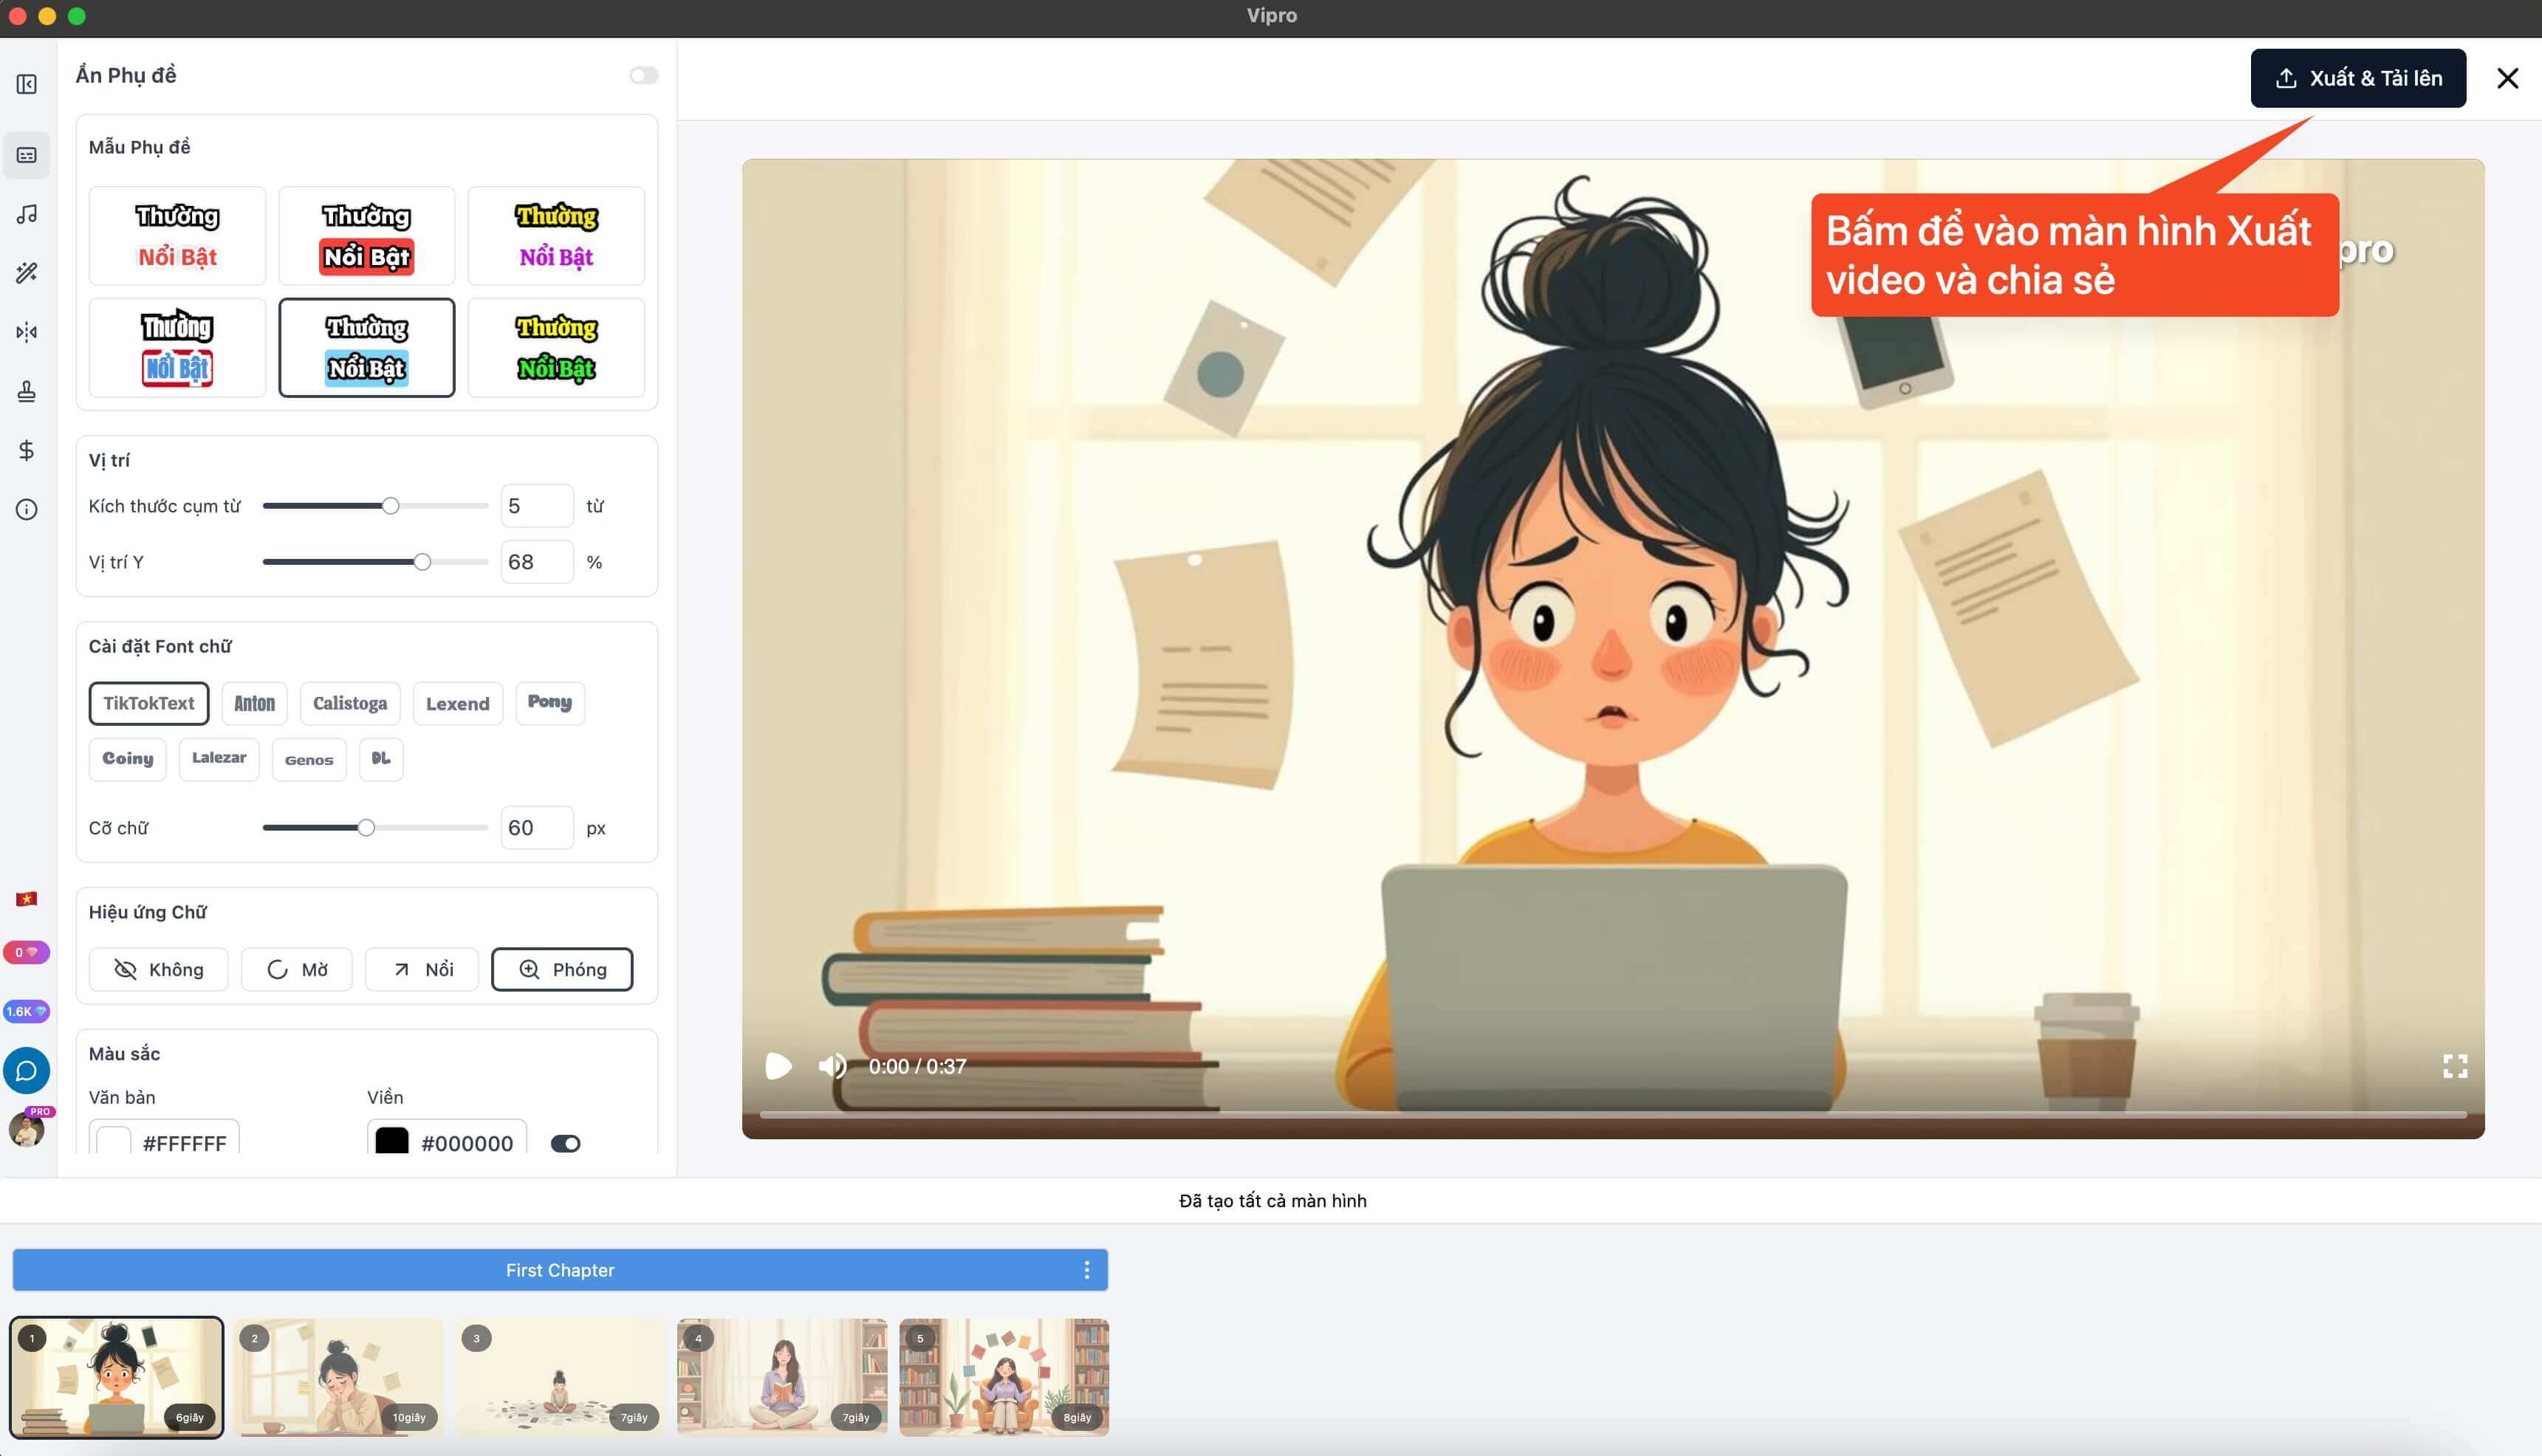 Vipro
Ẩn Phụ đề
Xuất & Tải lên
Mẫu Phụ đề
Thường
Nổi Bật
Thường
Nổi Bật
Thường
Nổi Bật
Thường
Nổi Bật
Thường
Nổi Bật
Thường
Nổi Bật
Bấm để vào màn hình Xuất
video và chia sẻ
pro
Vị trí
Kích thước cụm từ
5
từ
Vị trí Y
68
%
Cài đặt Font chữ
TikTokText
Anton
Calistoga
Lexend
Pony
Coiny
Lalezar
Genos
DL
Cỡ chữ
60
px
Hiệu ứng Chữ
Không
Mờ
Nổi
Phóng
Màu sắc
Văn bản
Viền
#FFFFFF
#000000
0
1.6K
PRO
0:00 / 0:37
Đã tạo tất cả màn hình
First Chapter
1
6giây
2
10giây
3
7giây
4
7giây
5
8giây